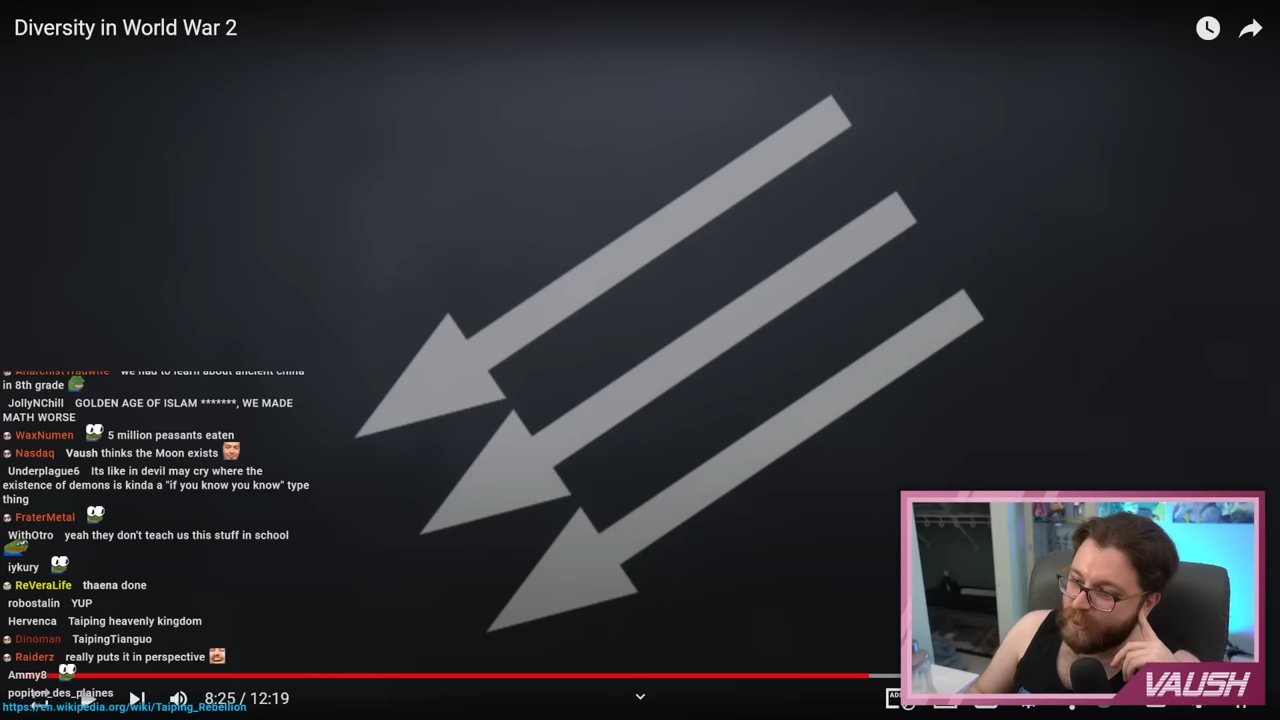 Diversity in World War 2
AnarchistTradwife we had to learn about ancient china
in 8th grade
JollyNChill GOLDEN AGE OF ISLAM *******, WE MADE
MATH WORSE
WaxNumen 5 million peasants eaten
Nasdaq Vaush thinks the Moon exists
Underplague6 Its like in devil may cry where the
existence of demons is kinda a "if you know you know" type
thing
FraterMetal
WithOtro yeah they don't teach us this stuff in school
iykury
ReVeraLife thaena done
robostalin YUP
Hervenca Taiping heavenly kingdom
Dinoman TaipingTianguo
Raiderz really puts it in perspective
Ammy8
8:25 / 12:19
https://en.wikipedia.org/wiki/Taiping_Rebellion
VAUSH